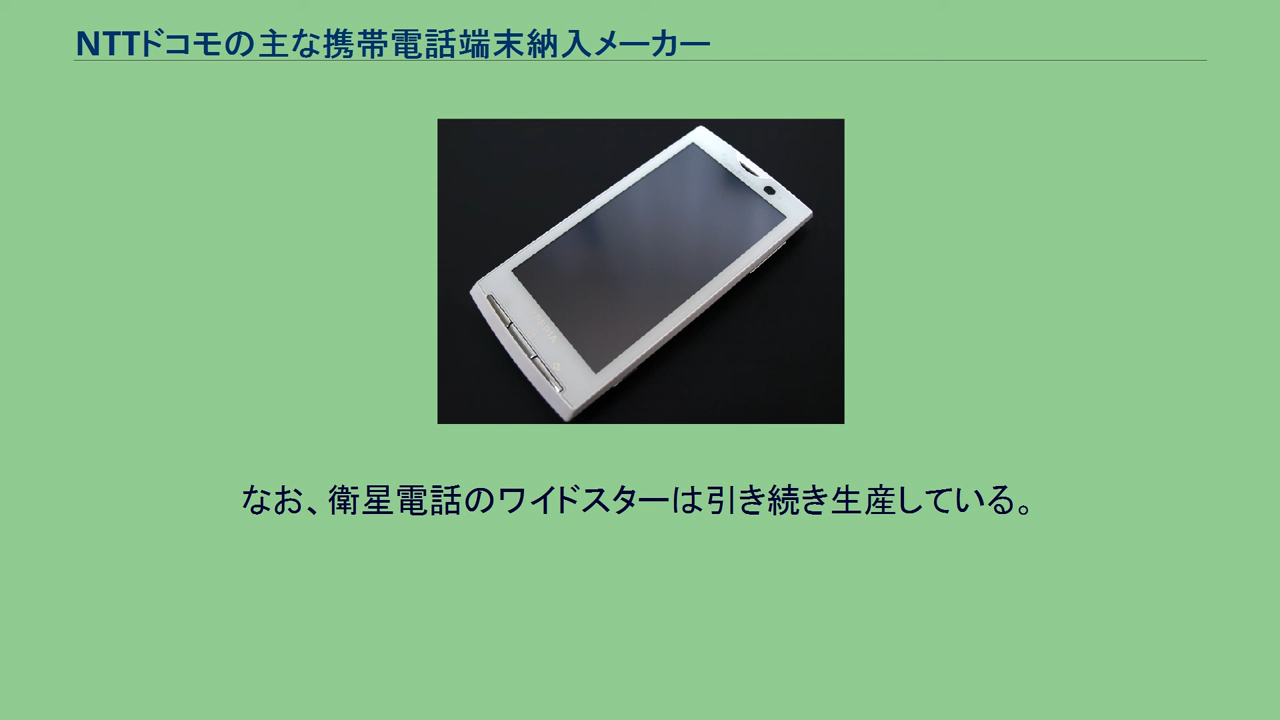 NTTドコモの主な携帯電話端末納入メーカー
なお、衛星電話のワイドスターは引き続き生産している。